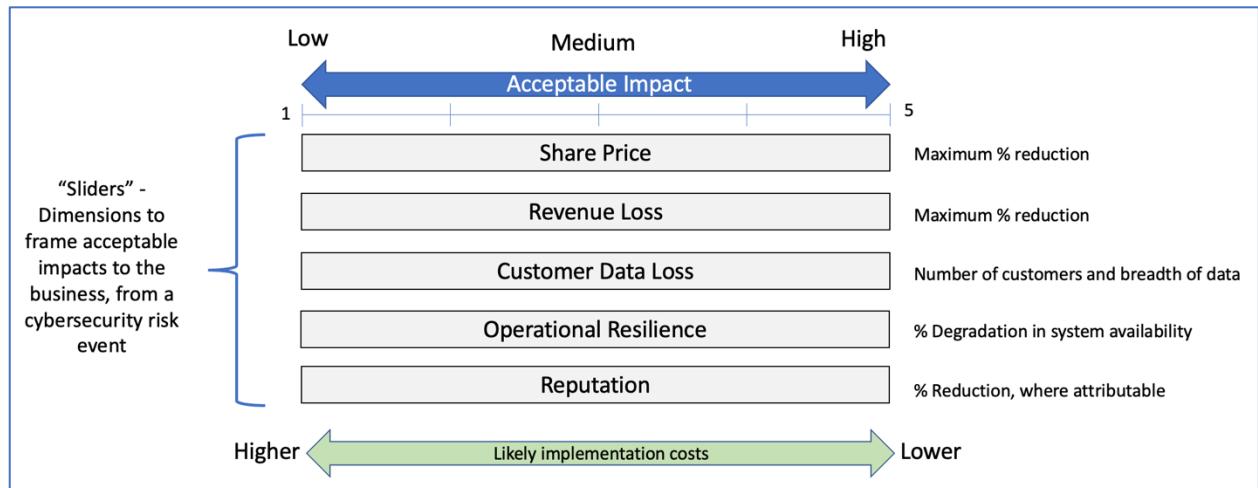 Low Medium High
Acceptable Impact
1 5
Share Price Maximum % reduction
Revenue Loss Maximum % reduction
Customer Data Loss Number of customers and breadth of data
Operational Resilience % Degradation in system availability
Reputation % Reduction, where attributable
“Sliders” -
Dimensions to
frame acceptable
impacts to the
business, from a
cybersecurity risk
event
Higher Likely implementation costs Lower